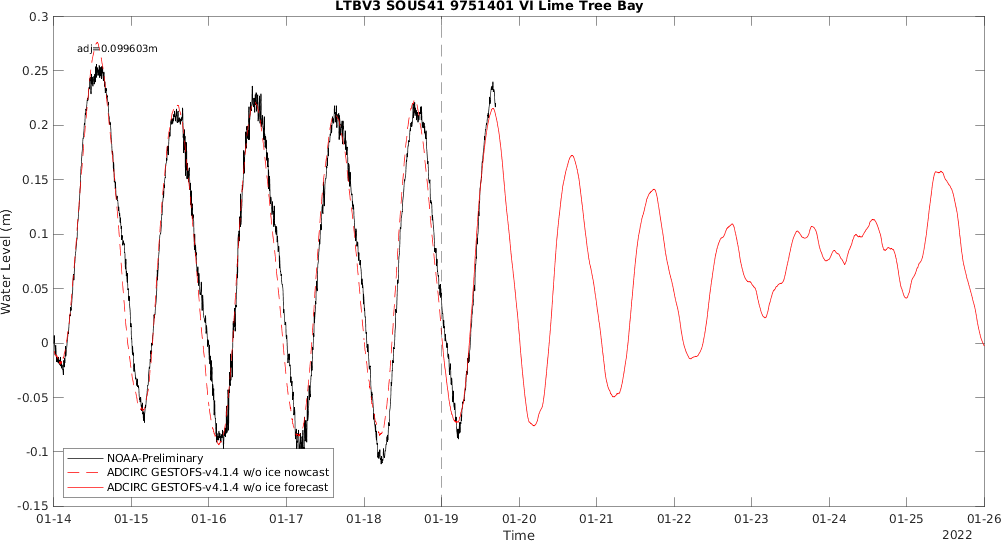 LTBV3 SOUS41 9751401 VI Lime Tree Bay
adj=0.099603m
0.3
0.25
0.2
0.15
0.1
0.05
0
-0.05
-0.1
-0.15
Water Level (m)
NOAA-Preliminary
ADCIRC GESTOFS-v4.1.4 w/o ice nowcast
ADCIRC GESTOFS-v4.1.4 w/o ice forecast
01-14 01-15 01-16 01-17 01-18 01-19 01-20 01-21 01-22 01-23 01-24 01-25 01-26
Time
2022